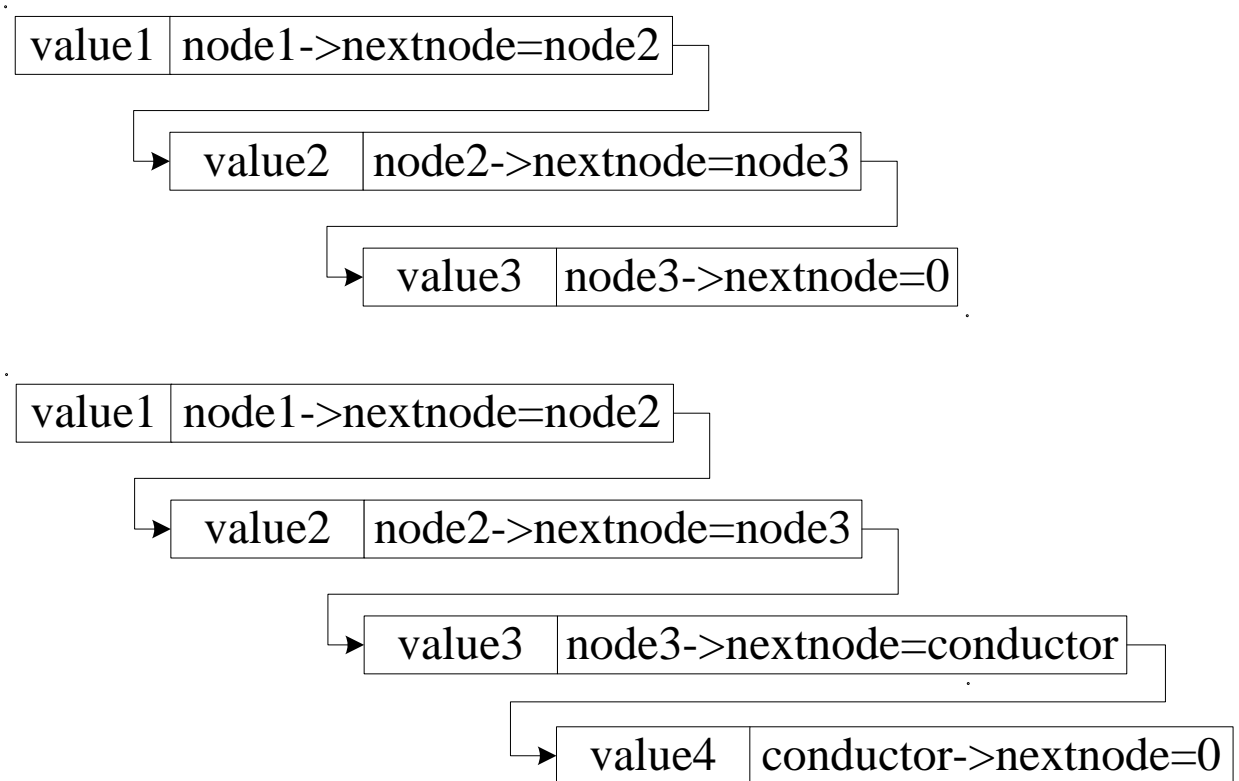 value1 node1->nextnode=node2
value2 node2->nextnode=node3
value3 node3->nextnode=0
value1 node1->nextnode=node2
value2 node2->nextnode=node3
value3 node3->nextnode=conductor
value4 conductor->nextnode=0